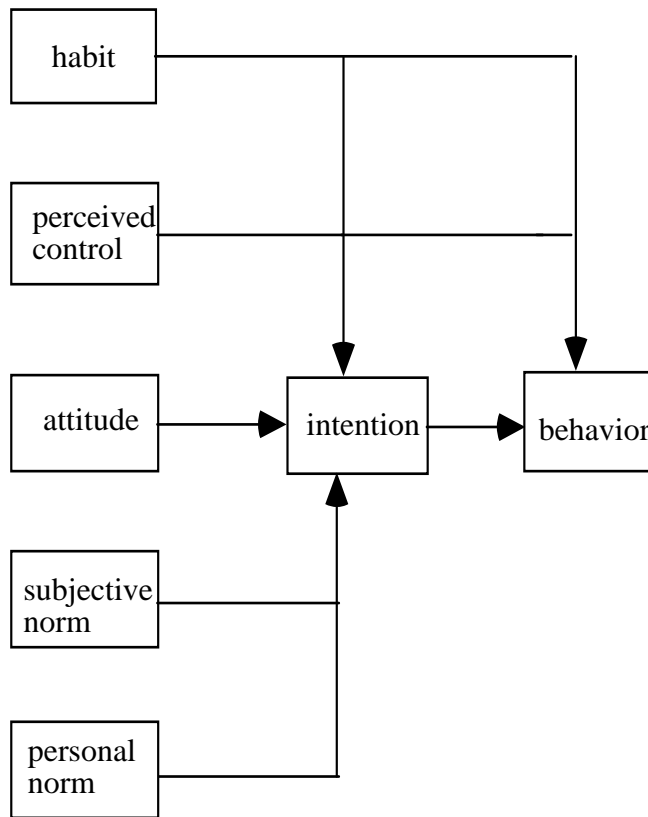 habit
perceived
control
attitude
intention
behavior
subjective
norm
personal
norm